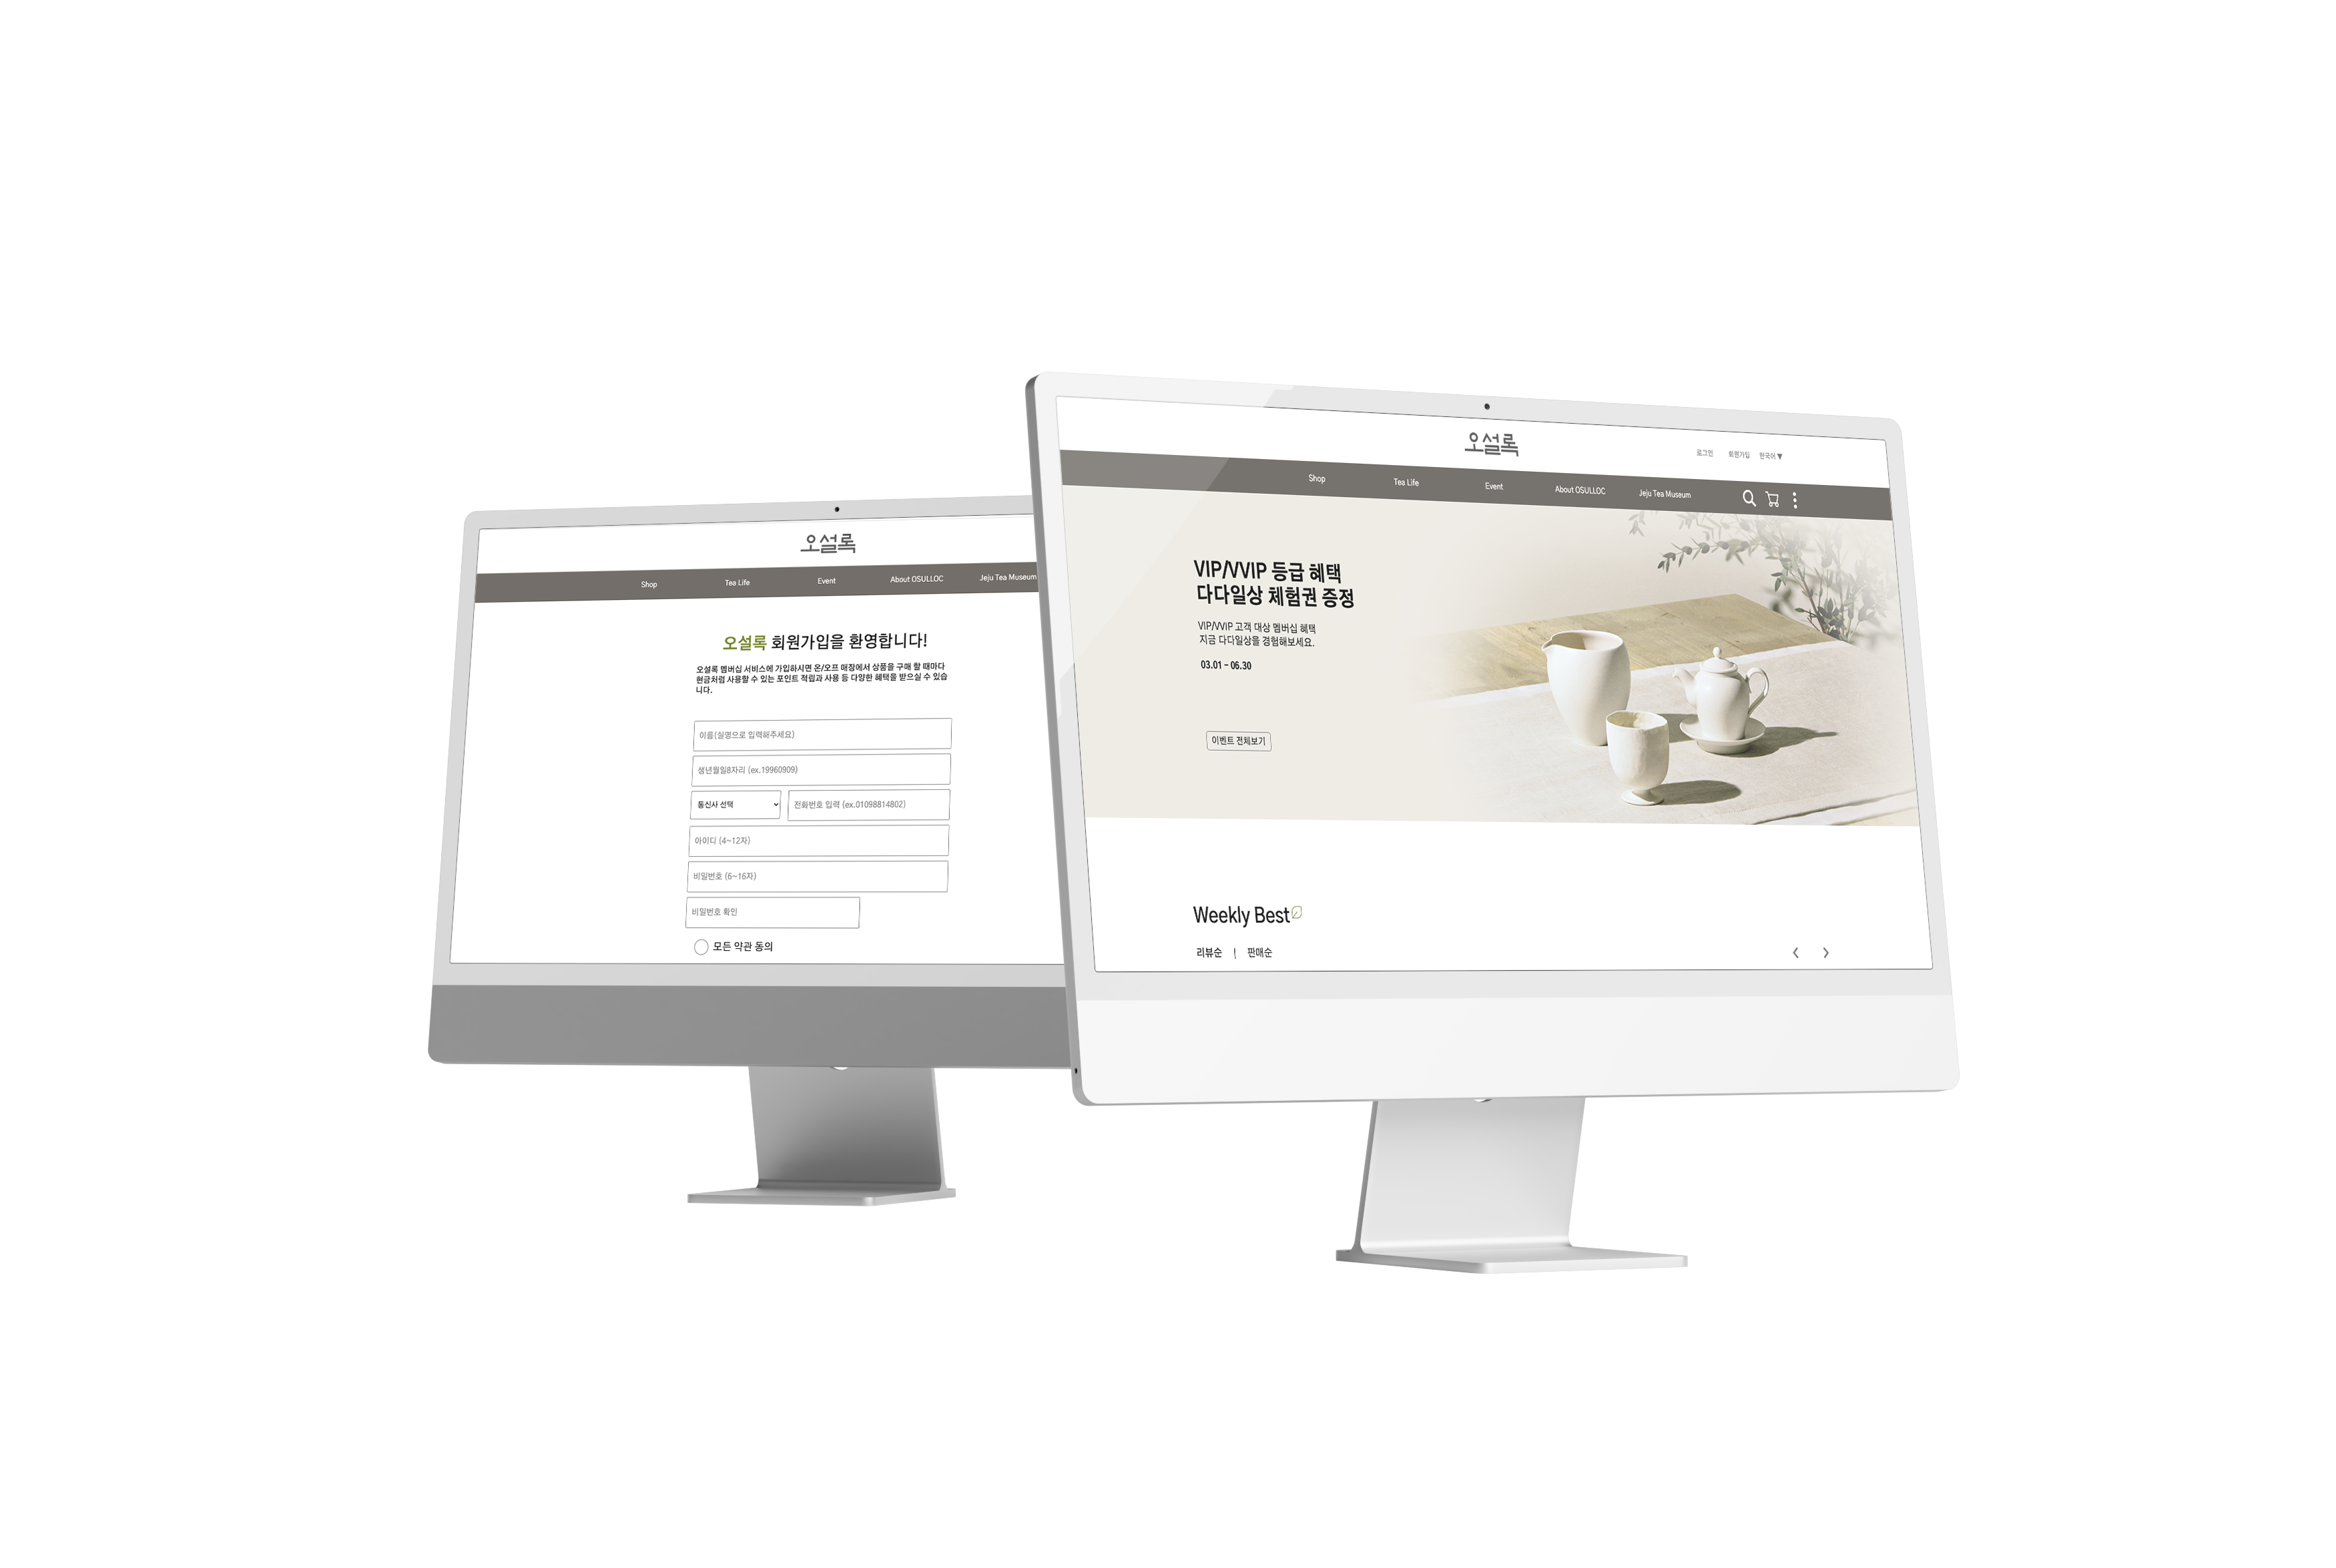 오설록
Shop
Tea Life
Event
About OSULLOC
Jeju Tea Museum
오설록 회원가입을 환영합니다!
오설록 멤버십 서비스에 가입하시면 온/오프 매장에서 상품을 구매 할 때마다
현금처럼 사용할 수 있는 포인트 적립과 사용 등 다양한 혜택을 받으실 수 있습
니다.
이름(실명으로 입력해주세요)
생년월일8자리 (ex.19960909)
통신사 선택
전화번호 입력 (ex.01098814802)
아이디 (4~12자)
비밀번호 (6~16자)
비밀번호 확인
모든 약관 동의
오설록
로그인
회원가입
한국어 ▼
Shop
Tea Life
Event
About OSULLOC
Jeju Tea Museum
VIP/VVIP 등급 혜택
다다일상 체험권 증정
VIP/VVIP 고객 대상 멤버십 혜택
지금 다다일상을 경험해보세요.
03.01 ~ 06.30
이벤트 전체보기
Weekly Best
리뷰순 | 판매순